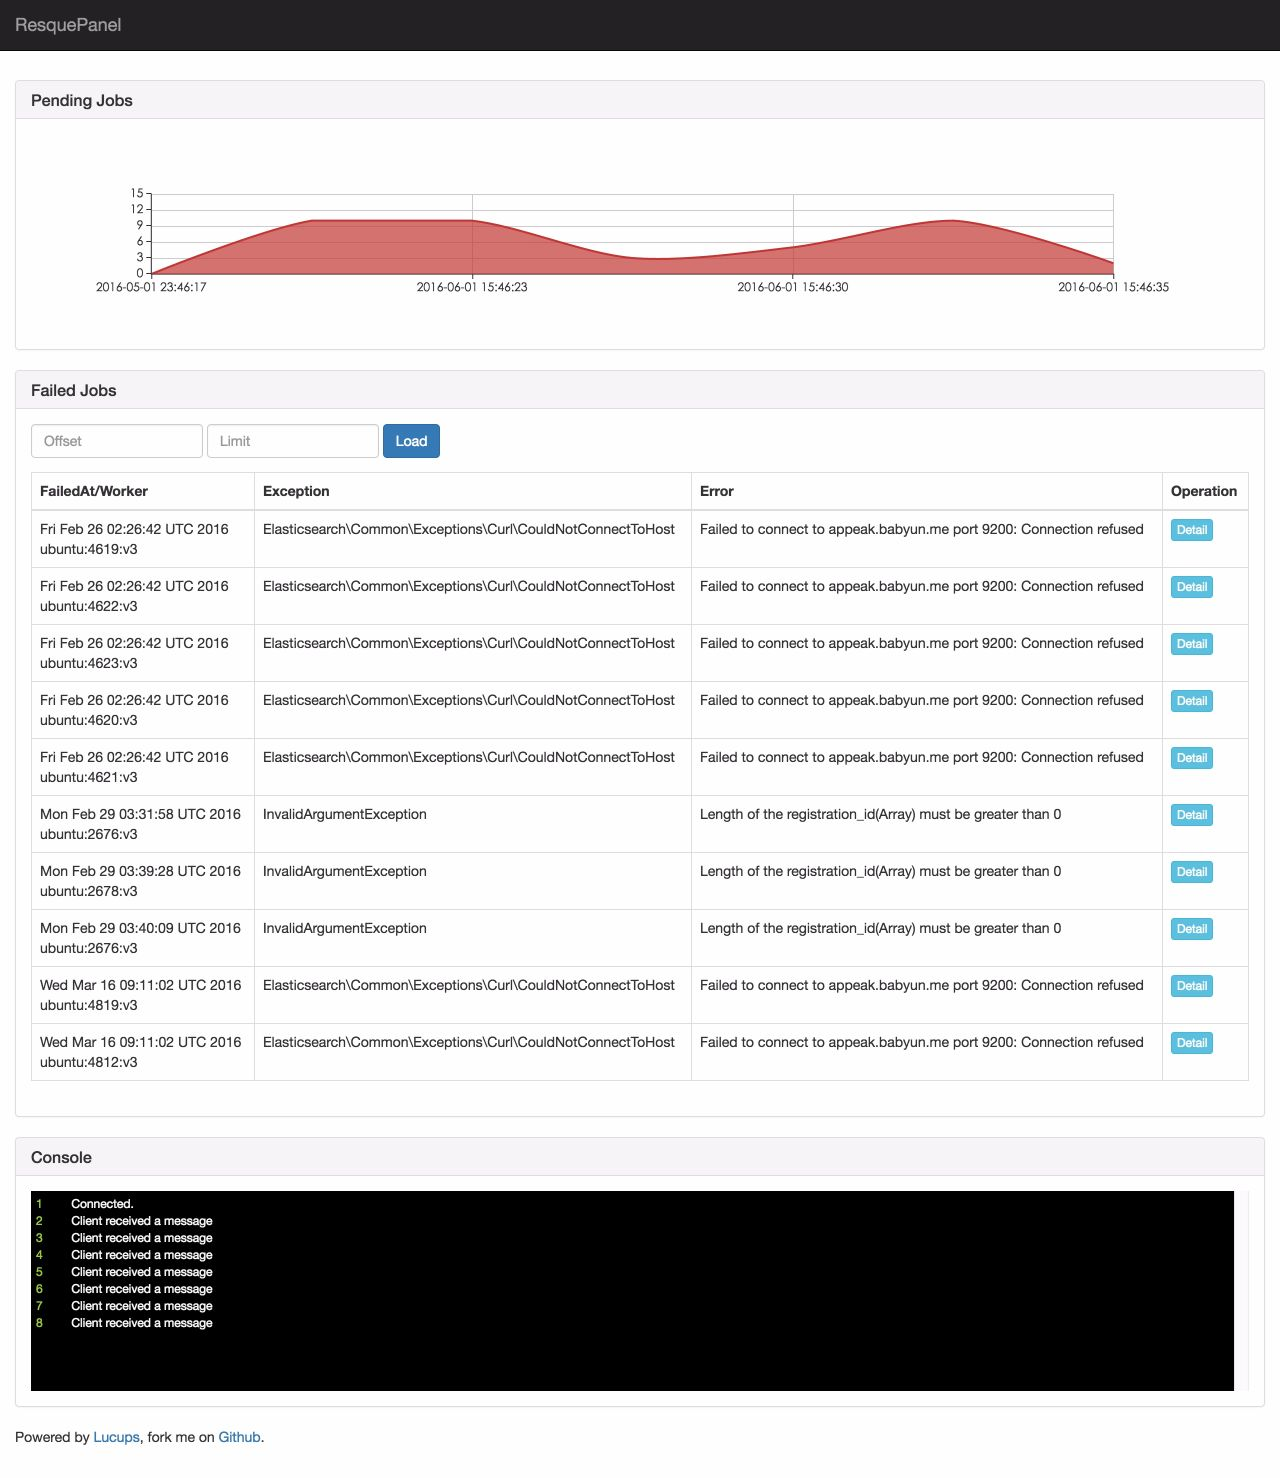 ResquePanel
Pending Jobs
15
12
9
6
3
0
2016-05-01 23:46:17 2016-06-01 15:46:23 2016-06-01 15:46:30 2016-06-01 15:46:35
Failed Jobs
Offset Limit Load
FailedAt/Worker Exception Error Operation
Fri Feb 26 02:26:42 UTC 2016 Elasticsearch\Common\Exceptions\Curl\CouldNotConnectToHost Failed to connect to appeak.babyun.me port 9200: Connection refused Detail
ubuntu:4619:v3
Fri Feb 26 02:26:42 UTC 2016 Elasticsearch\Common\Exceptions\Curl\CouldNotConnectToHost Failed to connect to appeak.babyun.me port 9200: Connection refused Detail
ubuntu:4622:v3
Fri Feb 26 02:26:42 UTC 2016 Elasticsearch\Common\Exceptions\Curl\CouldNotConnectToHost Failed to connect to appeak.babyun.me port 9200: Connection refused Detail
ubuntu:4623:v3
Fri Feb 26 02:26:42 UTC 2016 Elasticsearch\Common\Exceptions\Curl\CouldNotConnectToHost Failed to connect to appeak.babyun.me port 9200: Connection refused Detail
ubuntu:4620:v3
Fri Feb 26 02:26:42 UTC 2016 Elasticsearch\Common\Exceptions\Curl\CouldNotConnectToHost Failed to connect to appeak.babyun.me port 9200: Connection refused Detail
ubuntu:4621:v3
Mon Feb 29 03:31:58 UTC 2016 InvalidArgumentException Length of the registration_id(Array) must be greater than 0 Detail
ubuntu:2676:v3
Mon Feb 29 03:39:28 UTC 2016 InvalidArgumentException Length of the registration_id(Array) must be greater than 0 Detail
ubuntu:2678:v3
Mon Feb 29 03:40:09 UTC 2016 InvalidArgumentException Length of the registration_id(Array) must be greater than 0 Detail
ubuntu:2676:v3
Wed Mar 16 09:11:02 UTC 2016 Elasticsearch\Common\Exceptions\Curl\CouldNotConnectToHost Failed to connect to appeak.babyun.me port 9200: Connection refused Detail
ubuntu:4819:v3
Wed Mar 16 09:11:02 UTC 2016 Elasticsearch\Common\Exceptions\Curl\CouldNotConnectToHost Failed to connect to appeak.babyun.me port 9200: Connection refused Detail
ubuntu:4812:v3
Console
1 Connected.
2 Client received a message
3 Client received a message
4 Client received a message
5 Client received a message
6 Client received a message
7 Client received a message
8 Client received a message
Powered by Lucups, fork me on Github.